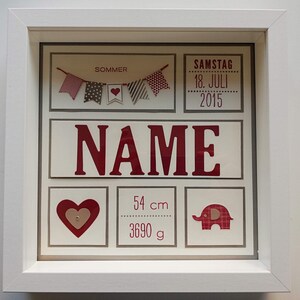 SOMMER
SAMSTAG
18. JULI
2015
NAME
54 cm
3690 g